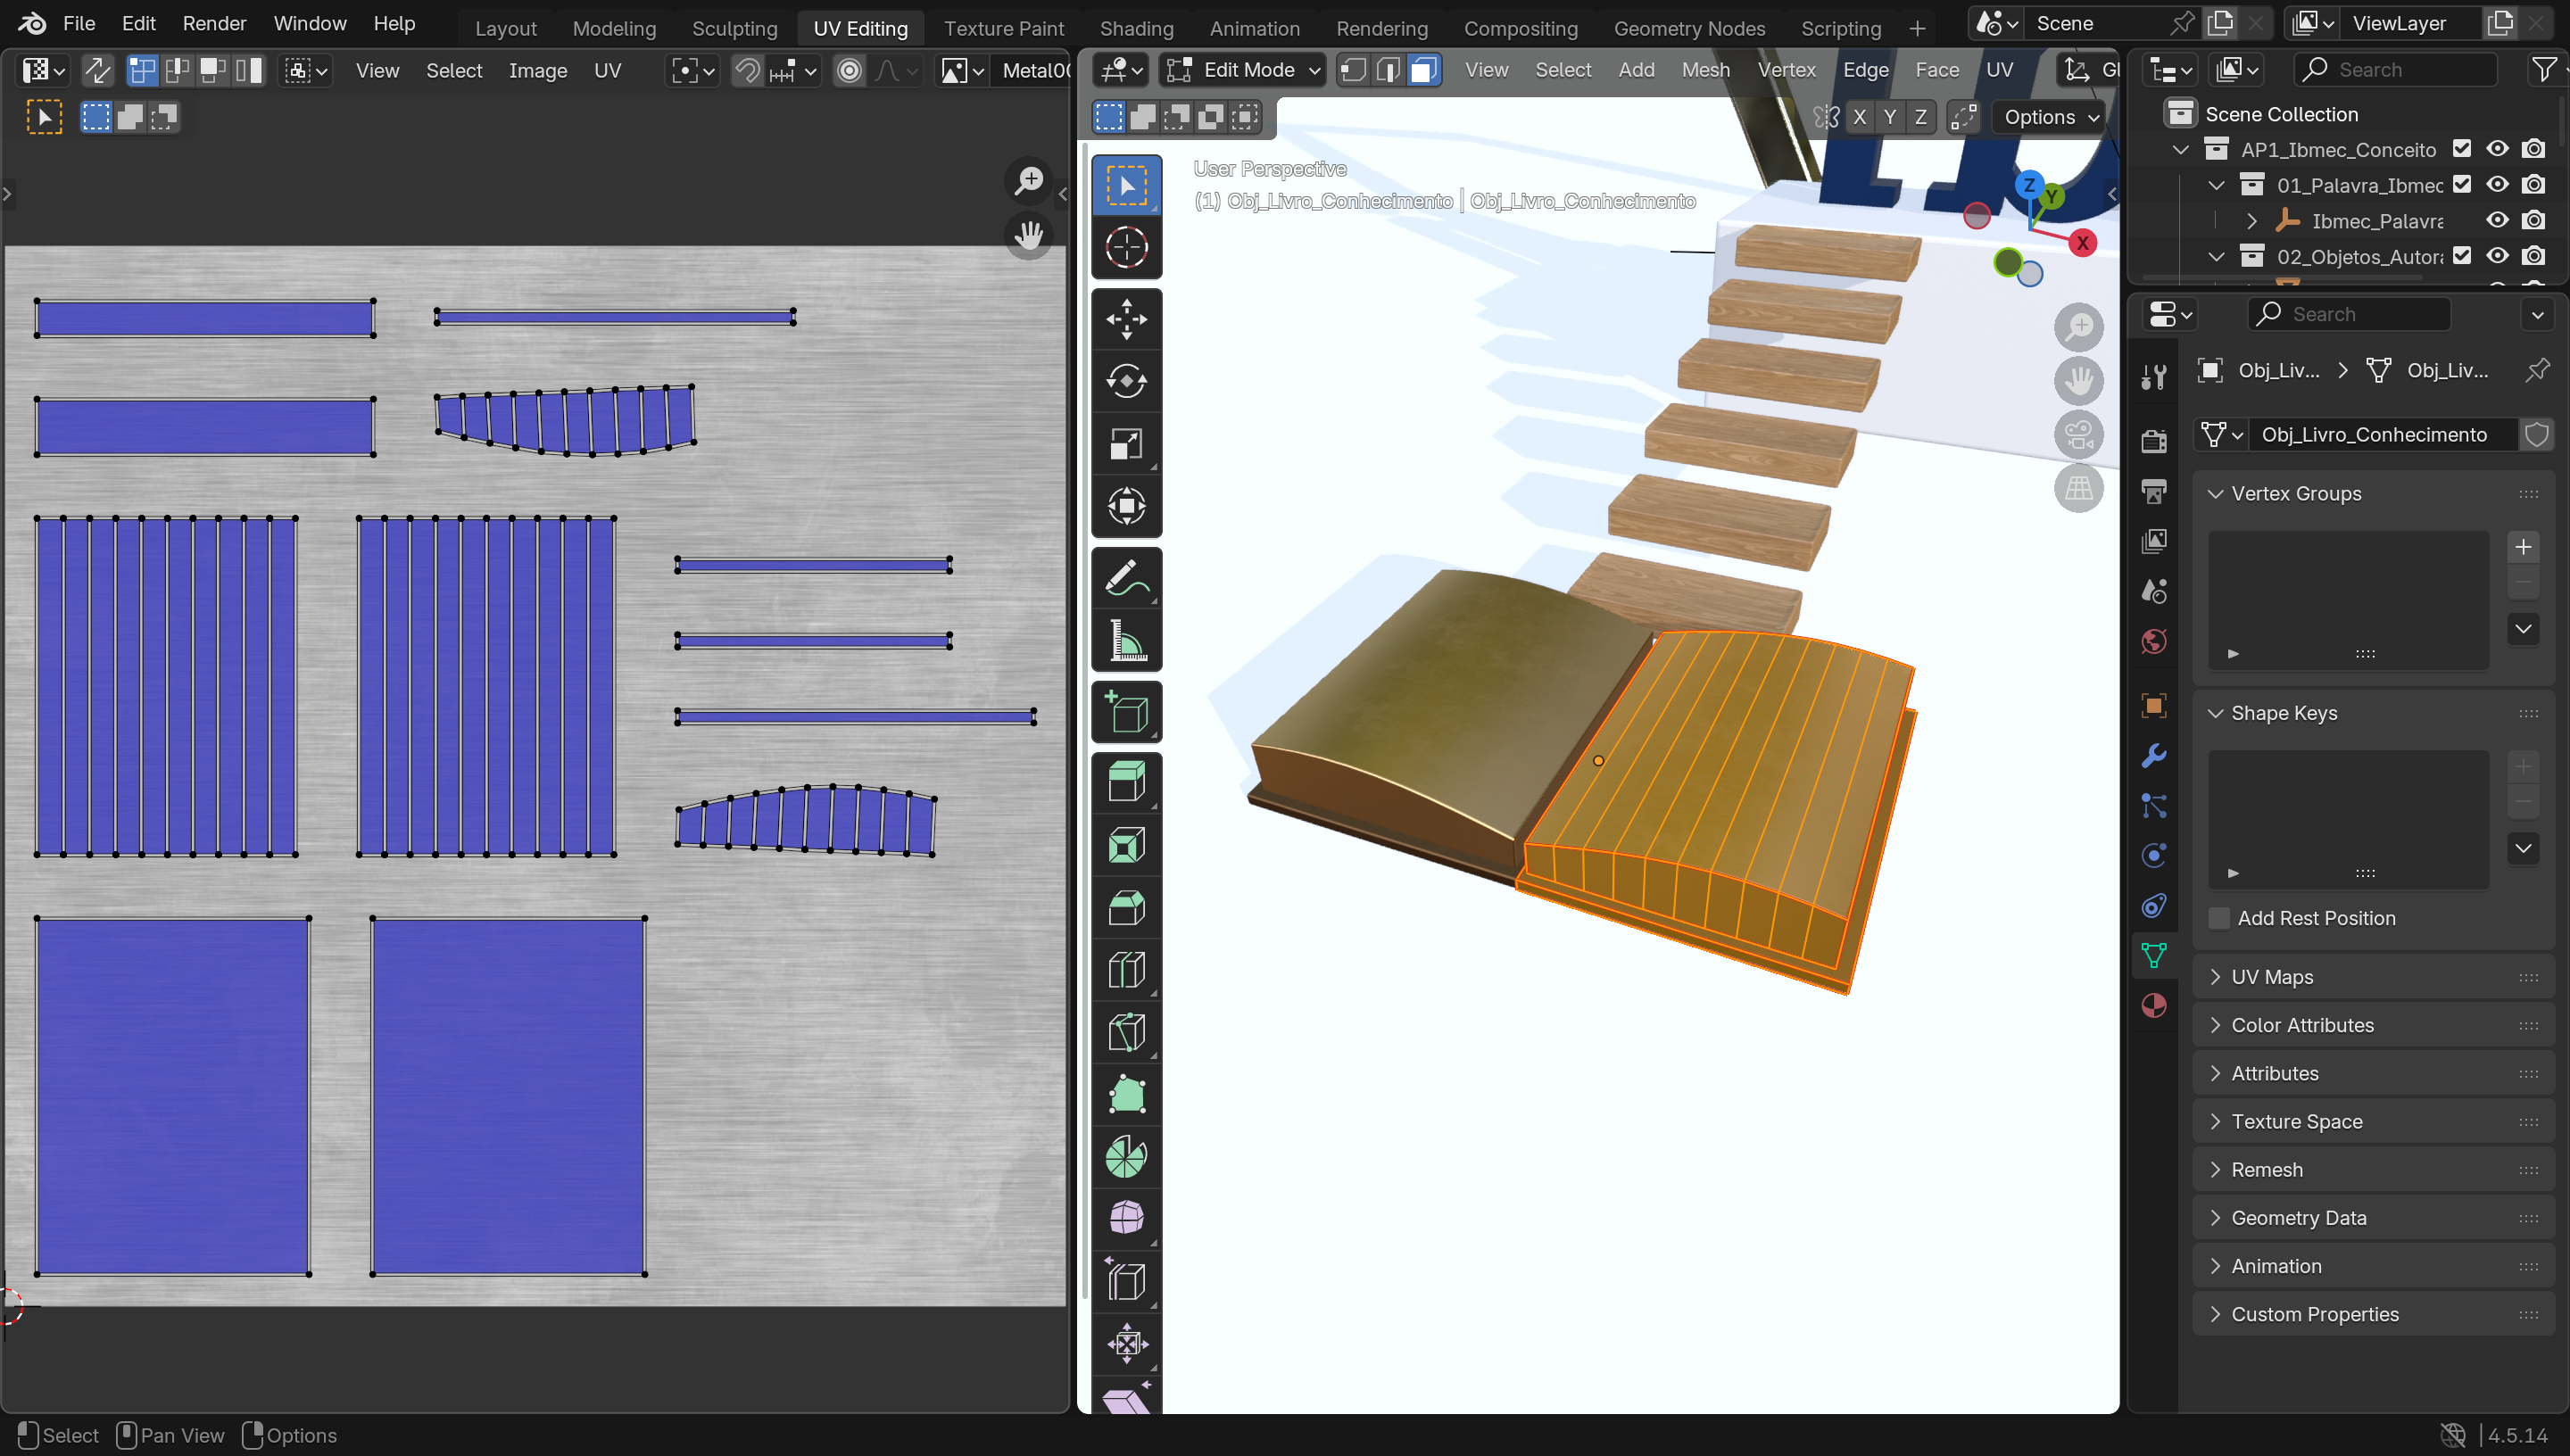 File Edit Render Window Help Layout Modeling Sculpting UV Editing Texture Paint Shading Animation Rendering Compositing Geometry Nodes Scripting + Scene ViewLayer
View Select Image UV Metal00
Edit Mode View Select Add Mesh Vertex Edge Face UV Gl
Search
X Y Z Options
User Perspective
(1) Obj_Livro_Conhecimento | Obj_Livro_Conhecimento
Z
Y
X
Scene Collection
AP1_Ibmec_Conceito
01_Palavra_Ibmec
Ibmec_Palavra
02_Objetos_Autora
Search
Obj_Liv... Obj_Liv...
Obj_Livro_Conhecimento
Vertex Groups
Shape Keys
Add Rest Position
UV Maps
Color Attributes
Attributes
Texture Space
Remesh
Geometry Data
Animation
Custom Properties
Select Pan View Options
4.5.14